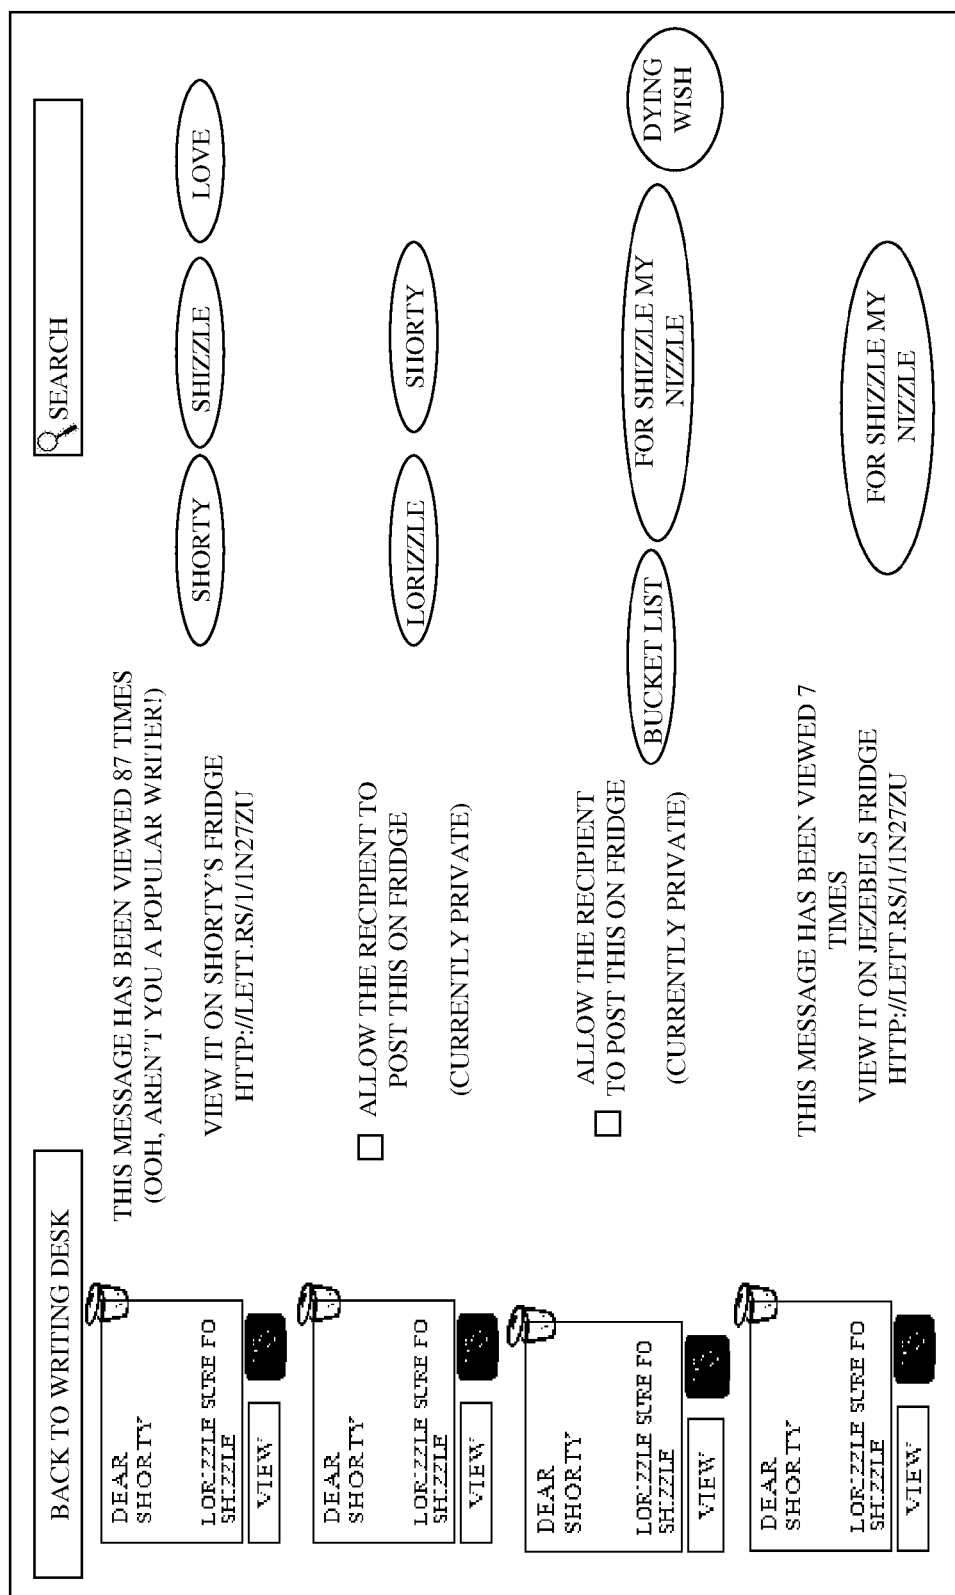 BACK TO WRITING DESK
SEARCH
DEAR
SHORTY
LORIZZLE SURE FO
SHIZZLE
VIEW
THIS MESSAGE HAS BEEN VIEWED 87 TIMES
(OOH, AREN'T YOU A POPULAR WRITER!)
VIEW IT ON SHORTY'S FRIDGE
HTTP://LETT.RS/1/1N27ZU
SHORTY
SHIZZLE
LOVE
DEAR
SHORTY
LORIZZLE SURE FO
SHIZZLE
VIEW
ALLOW THE RECIPIENT TO
POST THIS ON FRIDGE
(CURRENTLY PRIVATE)
LORIZZLE
SHORTY
DEAR
SHORTY
LORIZZLE SURE FO
SHIZZLE
VIEW
ALLOW THE RECIPIENT
TO POST THIS ON FRIDGE
(CURRENTLY PRIVATE)
BUCKET LIST
FOR SHIZZLE MY
NIZZLE
DYING
WISH
DEAR
SHORTY
LORIZZLE SURE FO
SHIZZLE
VIEW
THIS MESSAGE HAS BEEN VIEWED 7
TIMES
VIEW IT ON JEZEBELS FRIDGE
HTTP://LETT.RS/1/1N27ZU
FOR SHIZZLE MY
NIZZLE